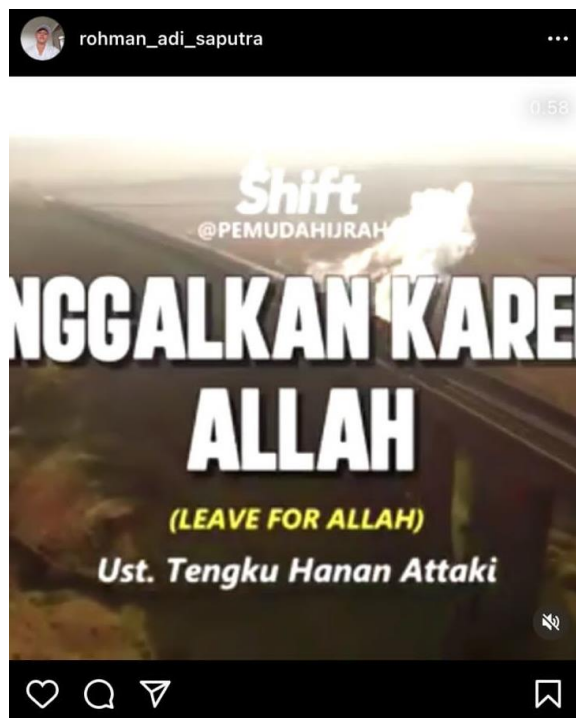 rohman_adi_saputra
0:58
Shift
@PEMUDAHIJRAH
NGGALKAN KARE
ALLAH
(LEAVE FOR ALLAH)
Ust. Tengku Hanan Attaki